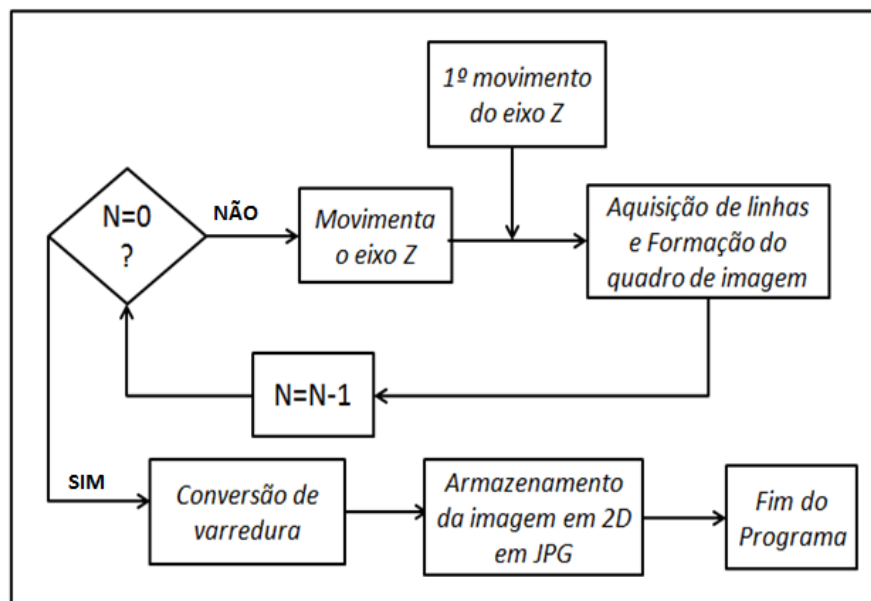 1º movimento
do eixo Z
N=0
?
NÃO
Movimenta
o eixo Z
Aquisição de linhas
e Formação do
quadro de imagem
N=N-1
SIM
Conversão de
varredura
Armazenamento
da imagem em 2D
em JPG
Fim do
Programa